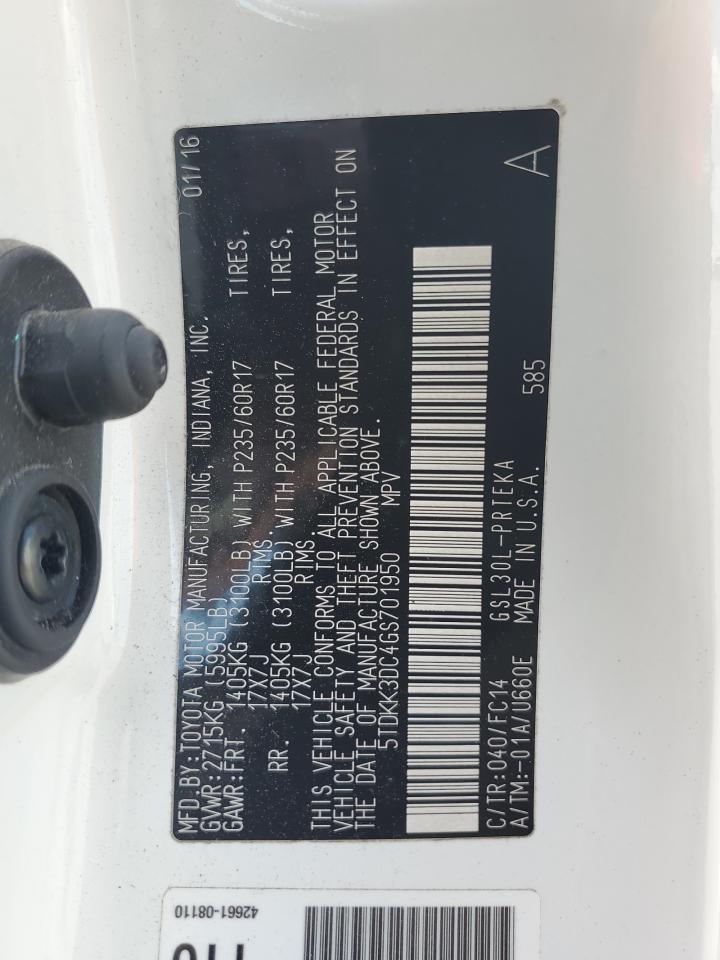 MFD.BY:TOYOTA MOTOR MANUFACTURING, INDIANA, INC. 01/16
GVWR:2715KG (5995LB)
GAWR:FRT. 1405KG (3100LB) WITH P235/60R17 TIRES,
17X7J RIMS.
RR. 1405KG (3100LB) WITH P235/60R17 TIRES,
17X7J RIMS.
THIS VEHICLE CONFORMS TO ALL APPLICABLE FEDERAL MOTOR
VEHICLE SAFETY AND THEFT PREVENTION STANDARDS IN EFFECT ON
THE DATE OF MANUFACTURE SHOWN ABOVE.
5TDKK3DC4GS701950 MPV
A
C/TR:040/FC14 GSL30L-PRTEKA
A/TM:-01A/U660E MADE IN U.S.A. 585
42661-08110